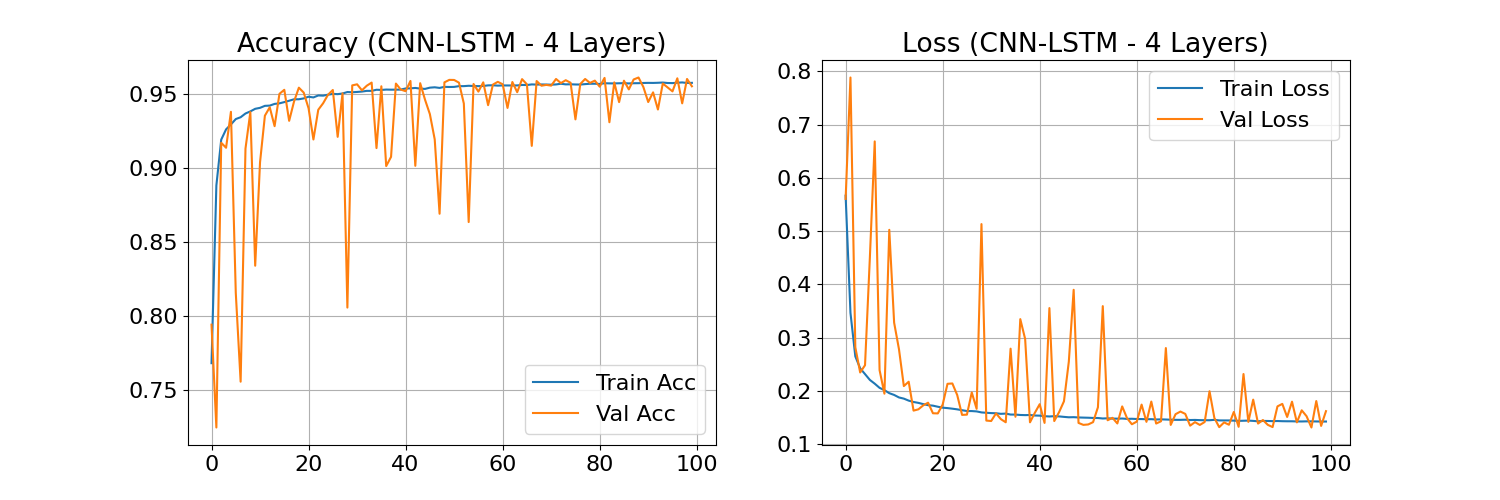 Accuracy (CNN-LSTM - 4 Layers)
0.95
0.90
0.85
0.80
0.75
0 20 40 60 80 100
Train Acc
Val Acc
Loss (CNN-LSTM - 4 Layers)
0.8
0.7
0.6
0.5
0.4
0.3
0.2
0.1
0 20 40 60 80 100
Train Loss
Val Loss